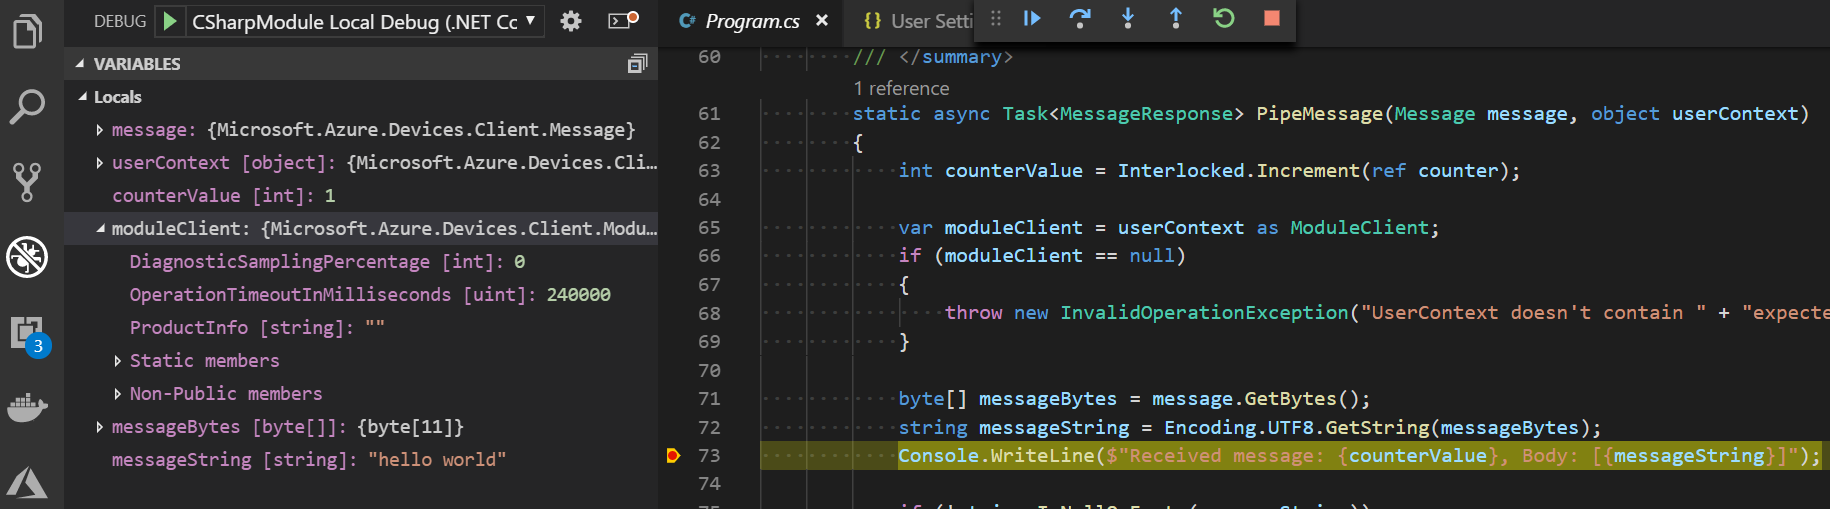 DEBUG CSharpModule Local Debug (.NET Cc
VARIABLES
Locals
message: {Microsoft.Azure.Devices.Client.Message}
userContext [object]: {Microsoft.Azure.Devices.Cli...
counterValue [int]: 1
moduleClient: {Microsoft.Azure.Devices.Client.Modu...
DiagnosticSamplingPercentage [int]: 0
OperationTimeoutInMilliseconds [uint]: 240000
ProductInfo [string]: ""
Static members
Non-Public members
messageBytes [byte[]]: {byte[11]}
messageString [string]: "hello world"
3
Program.cs
User Setti
60 /// </summary>
1 reference
61 static async Task<MessageResponse> PipeMessage(Message message, object userContext)
62 {
63 int counterValue = Interlocked.Increment(ref counter);
64
65 var moduleClient = userContext as ModuleClient;
66 if (moduleClient == null)
67 {
68 throw new InvalidOperationException("UserContext doesn't contain " + "expecte
69 }
70
71 byte[] messageBytes = message.GetBytes();
72 string messageString = Encoding.UTF8.GetString(messageBytes);
73 Console.WriteLine($"Received message: {counterValue}, Body: [{messageString}]");
74